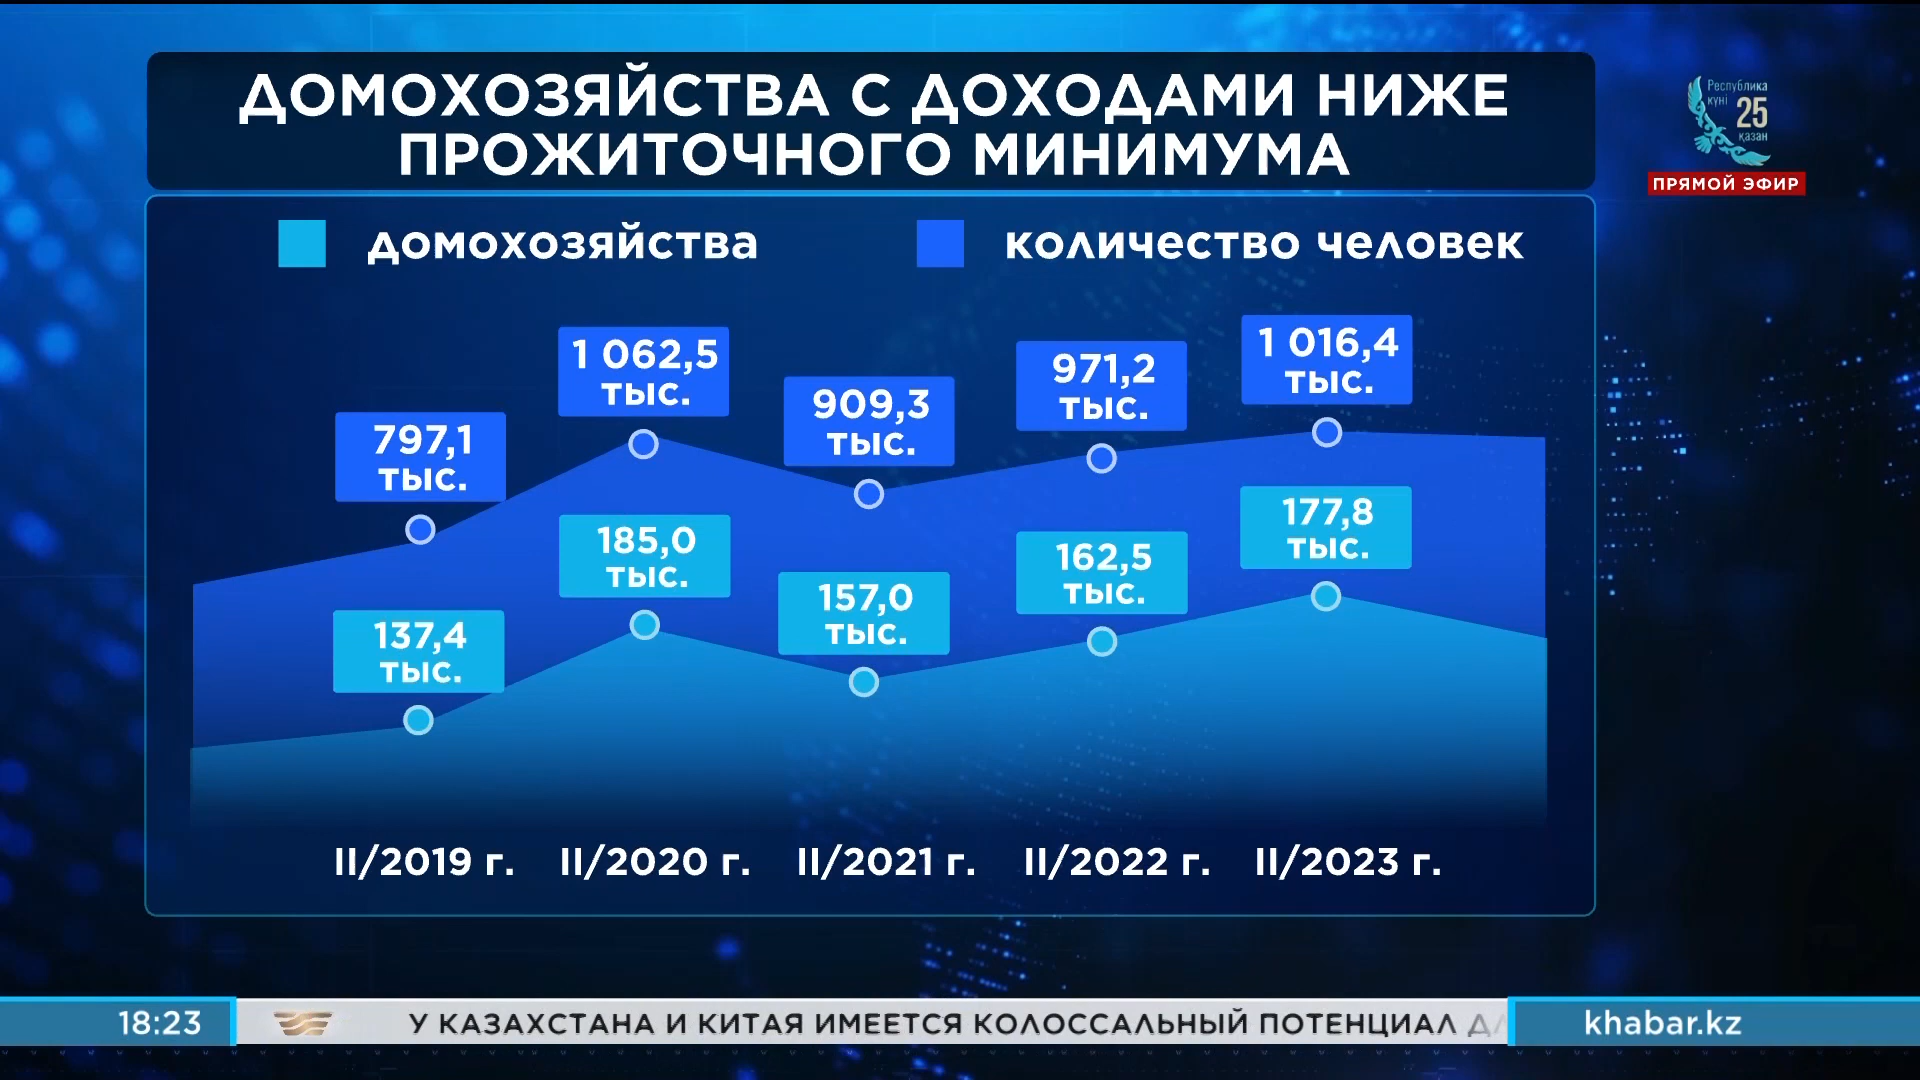 ДОМОХОЗЯЙСТВА С ДОХОДАМИ НИЖЕ
ПРОЖИТОЧНОГО МИНИМУМА
Республика
күні 25
қазан
ПРЯМОЙ ЭФИР
домохозяйства
количество человек
797,1
тыс.
1 062,5
тыс.
909,3
тыс.
971,2
тыс.
1 016,4
тыс.
137,4
тыс.
185,0
тыс.
157,0
тыс.
162,5
тыс.
177,8
тыс.
II/2019 г. II/2020 г. II/2021 г. II/2022 г. II/2023 г.
18:23
У КАЗАХСТАНА И КИТАЯ ИМЕЕТСЯ КОЛОССАЛЬНЫЙ ПОТЕНЦИАЛ
khabar.kz